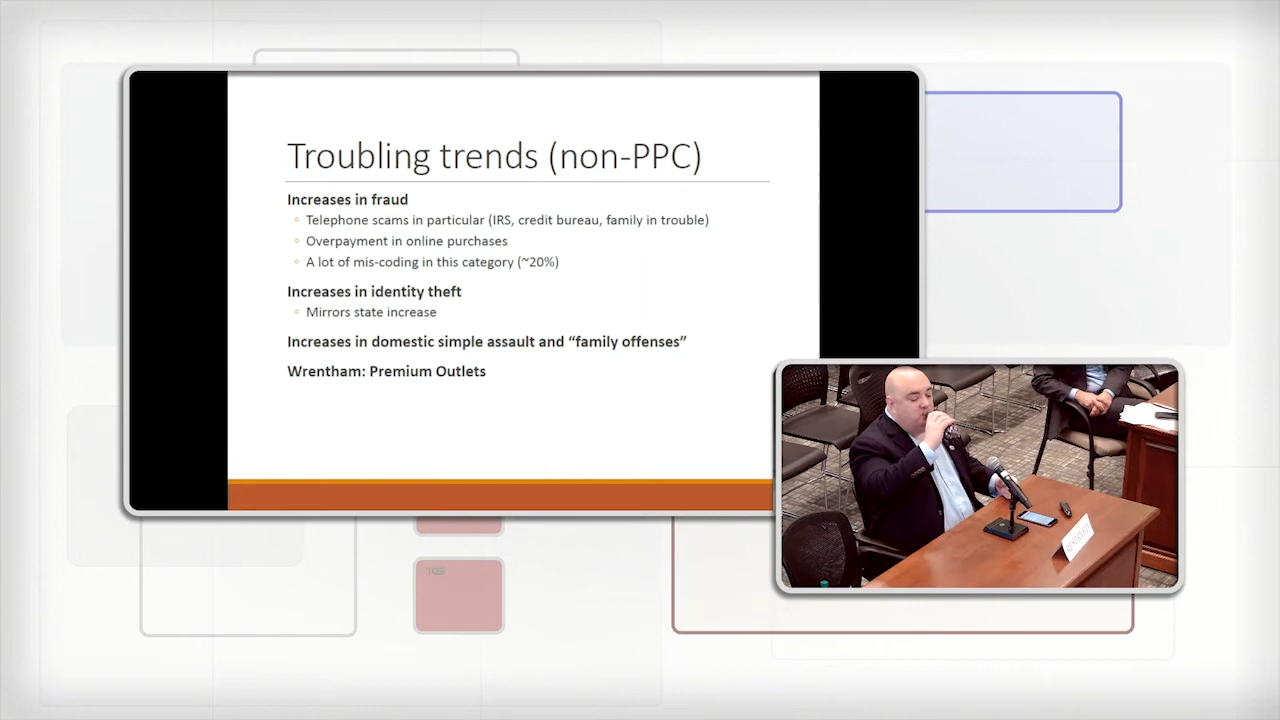 Troubling trends (non-PPC)
Increases in fraud
Telephone scams in particular (IRS, credit bureau, family in trouble)
Overpayment in online purchases
A lot of mis-coding in this category (~20%)
Increases in identity theft
Mirrors state increase
Increases in domestic simple assault and “family offenses”
Wrentham: Premium Outlets
RESERVED